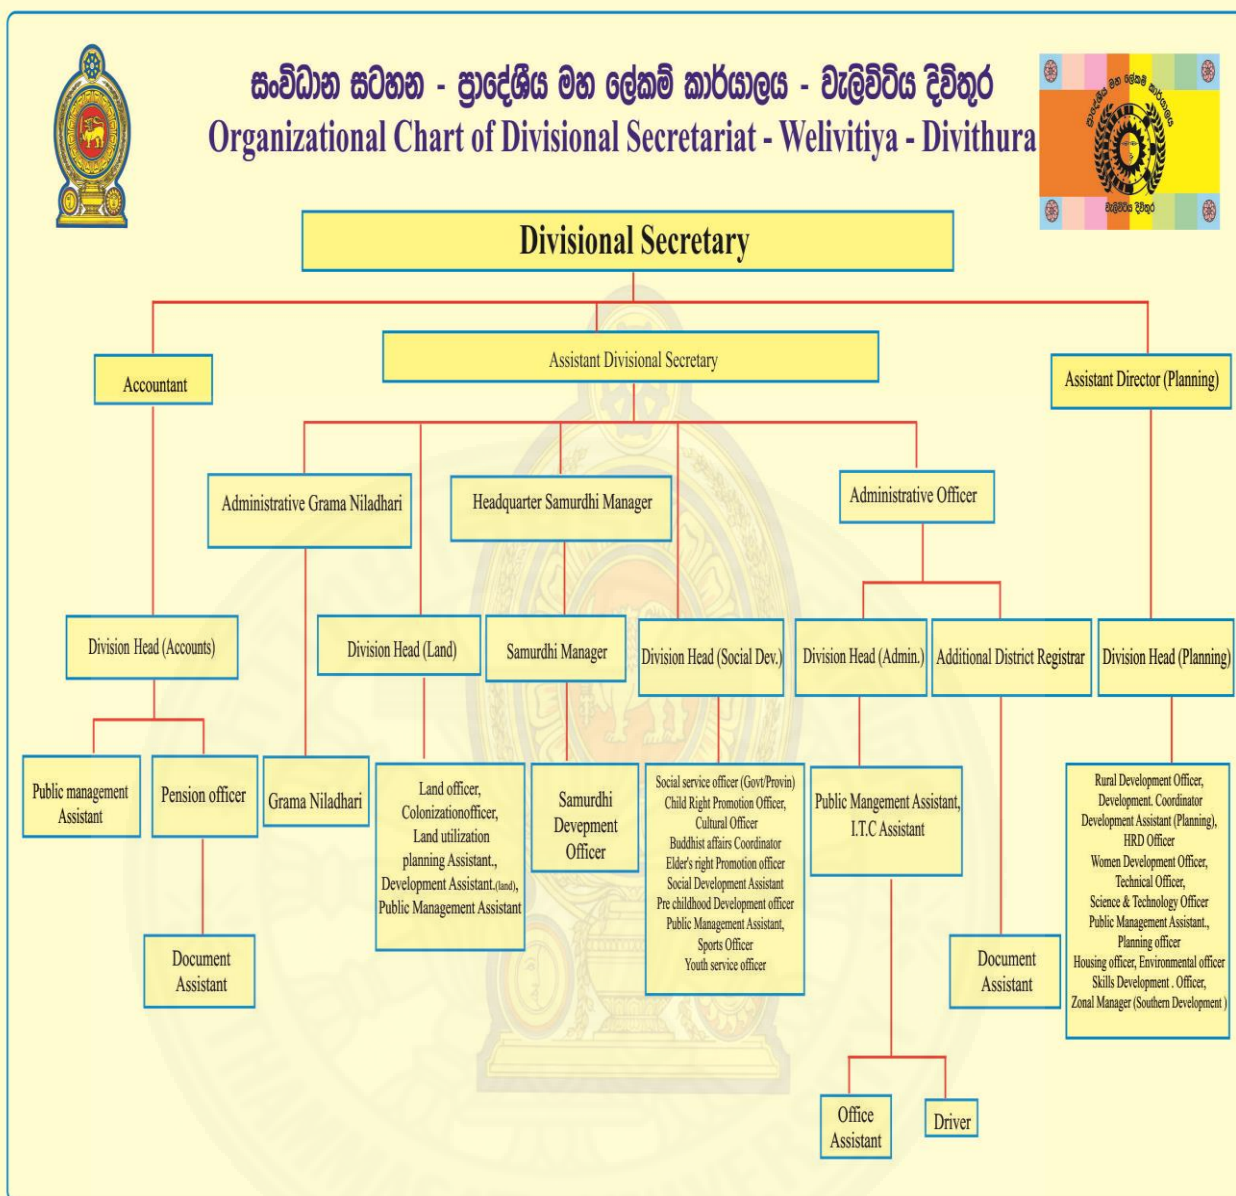 සංවිධාන සටහන - ප්‍රාදේශීය මහ ලේකම් කාර්යාලය - වැලිවිටිය දිවිතුර
Organizational Chart of Divisional Secretariat - Welivitiya - Divithura
ප්‍රාදේශීය මහ ලේකම් කාර්යාලය
වැලිවිටිය දිවිතුර
Divisional Secretary
Accountant
Assistant Divisional Secretary
Assistant Director (Planning)
Administrative Grama Niladhari
Headquarter Samurdhi Manager
Administrative Officer
Division Head (Accounts)
Division Head (Land)
Samurdhi Manager
Division Head (Social Dev.)
Division Head (Admin.)
Additional District Registrar
Division Head (Planning)
Public management
Assistant
Pension officer
Grama Niladhari
Land officer,
Colonizationofficer,
Land utilization
planning Assistant.,
Development Assistant.(land),
Public Management Assistant
Samurdhi
Devepment
Officer
Social service officer (Govt/Provin)
Child Right Promotion Officer,
Cultural Officer
Buddhist affairs Coordinator
Elder's right Promotion officer
Social Development Assistant
Pre childhood Development officer
Public Management Assistant,
Sports Officer
Youth service officer
Public Mangement Assistant,
I.T.C Assistant
Rural Development Officer,
Development. Coordinator
Development Assistant (Planning),
HRD Officer
Women Development Officer,
Technical Officer,
Science & Technology Officer
Public Management Assistant.,
Planning officer
Housing officer, Environmental officer
Skills Development . Officer,
Zonal Manager (Southern Development )
Document
Assistant
Document
Assistant
Office
Assistant
Driver